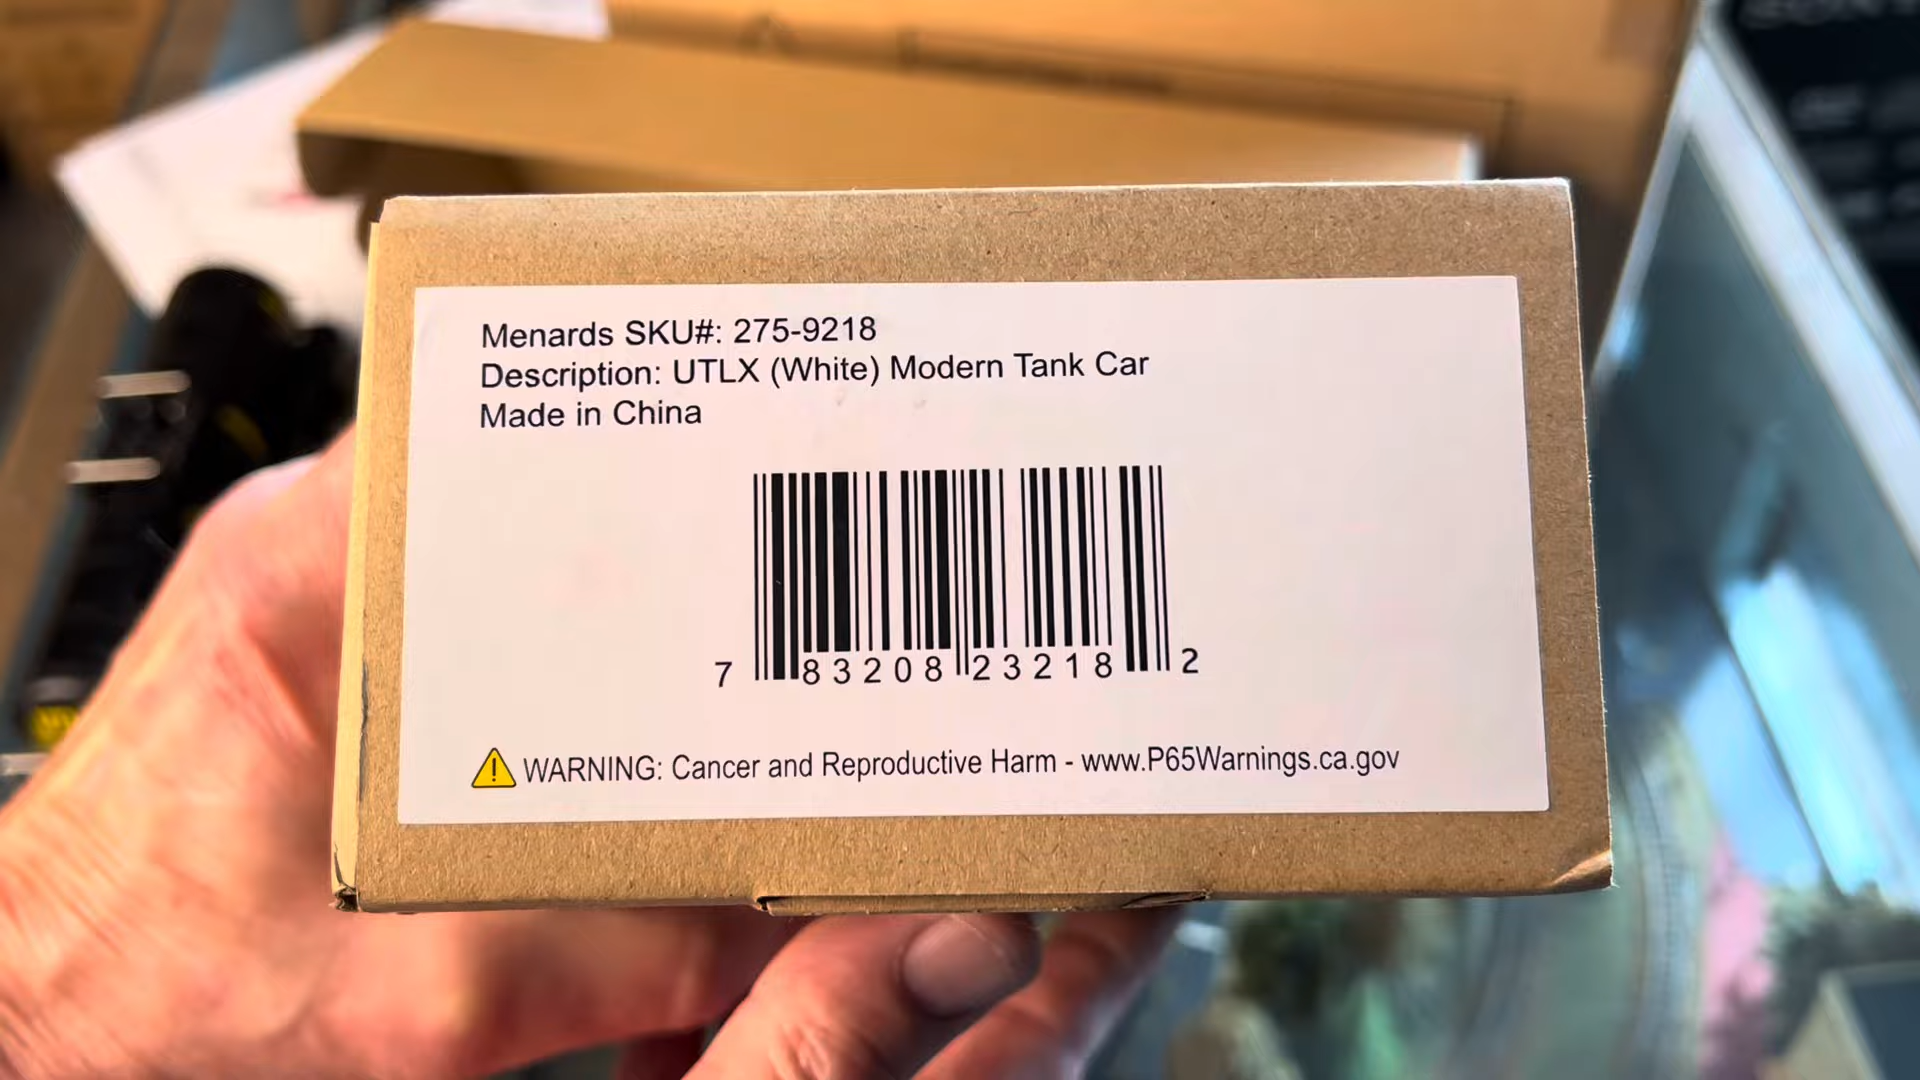 Menards SKU#: 275-9218
Description: UTLX (White) Modern Tank Car
Made in China
7 83208 23218 2
WARNING: Cancer and Reproductive Harm - www.P65Warnings.ca.gov